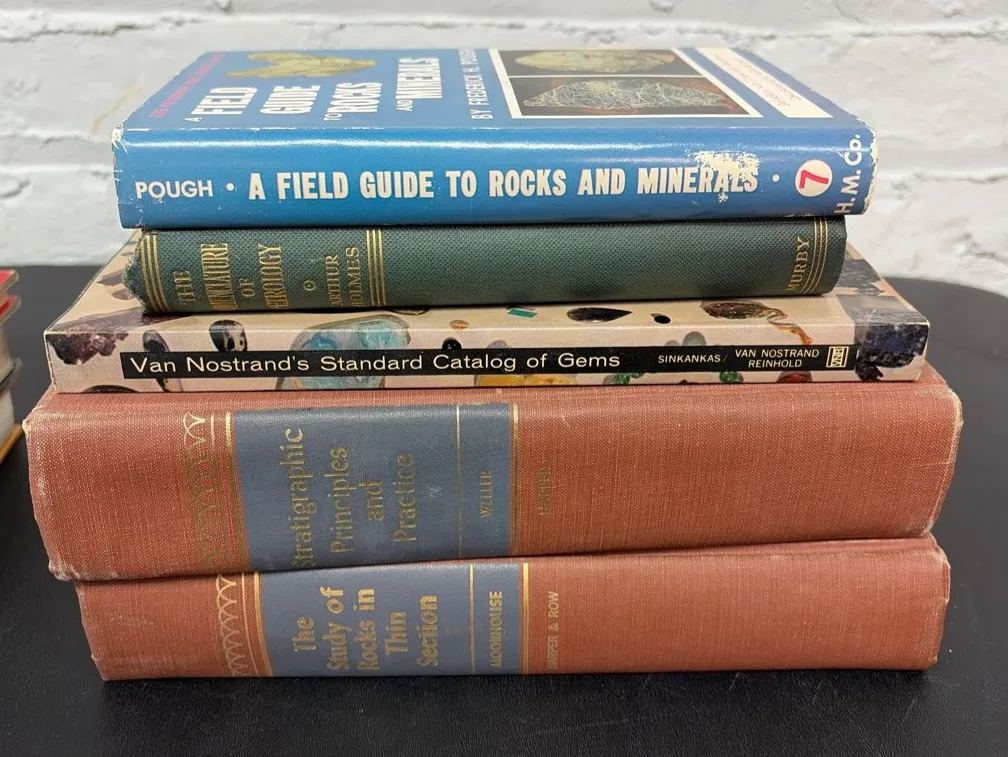 A FIELD
GUIDE
TO ROCKS
AND MINERALS
BY FREDERICK H. POUGH
POUGH • A FIELD GUIDE TO ROCKS AND MINERALS • 7 H. M. Co.
THE
NOMENCLATURE
OF
PETROLOGY
ARTHUR
HOLMES
MURBY
Van Nostrand's Standard Catalog of Gems
SINKANKAS/ VAN NOSTRAND
REINHOLD
VNR
Stratigraphic
Principles
and
Practice
WELLER
HARPER
The
Study of
Rocks in
Thin
Section
MOORHOUSE
HARPER & ROW